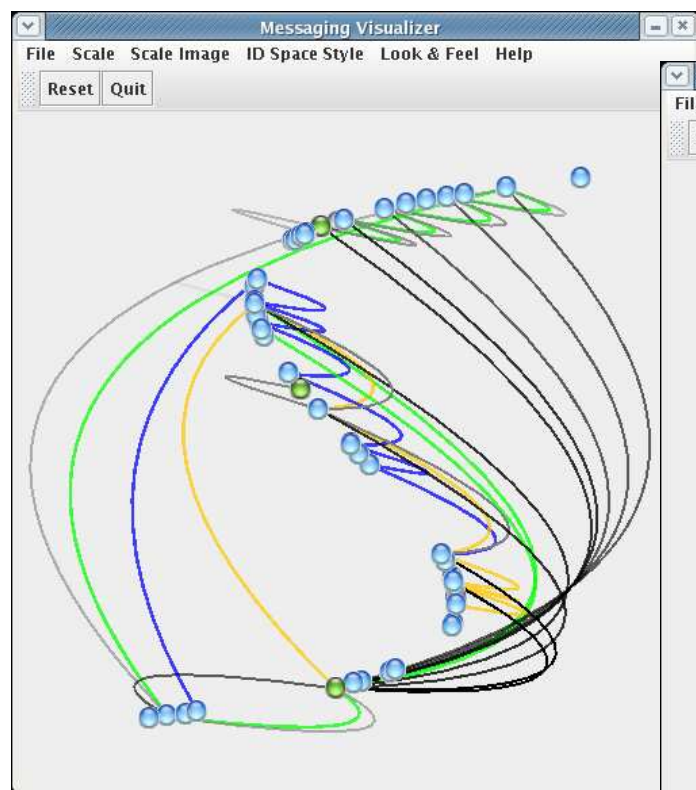 Messaging Visualizer
File Scale Scale Image ID Space Style Look & Feel Help
Fil
Reset Quit